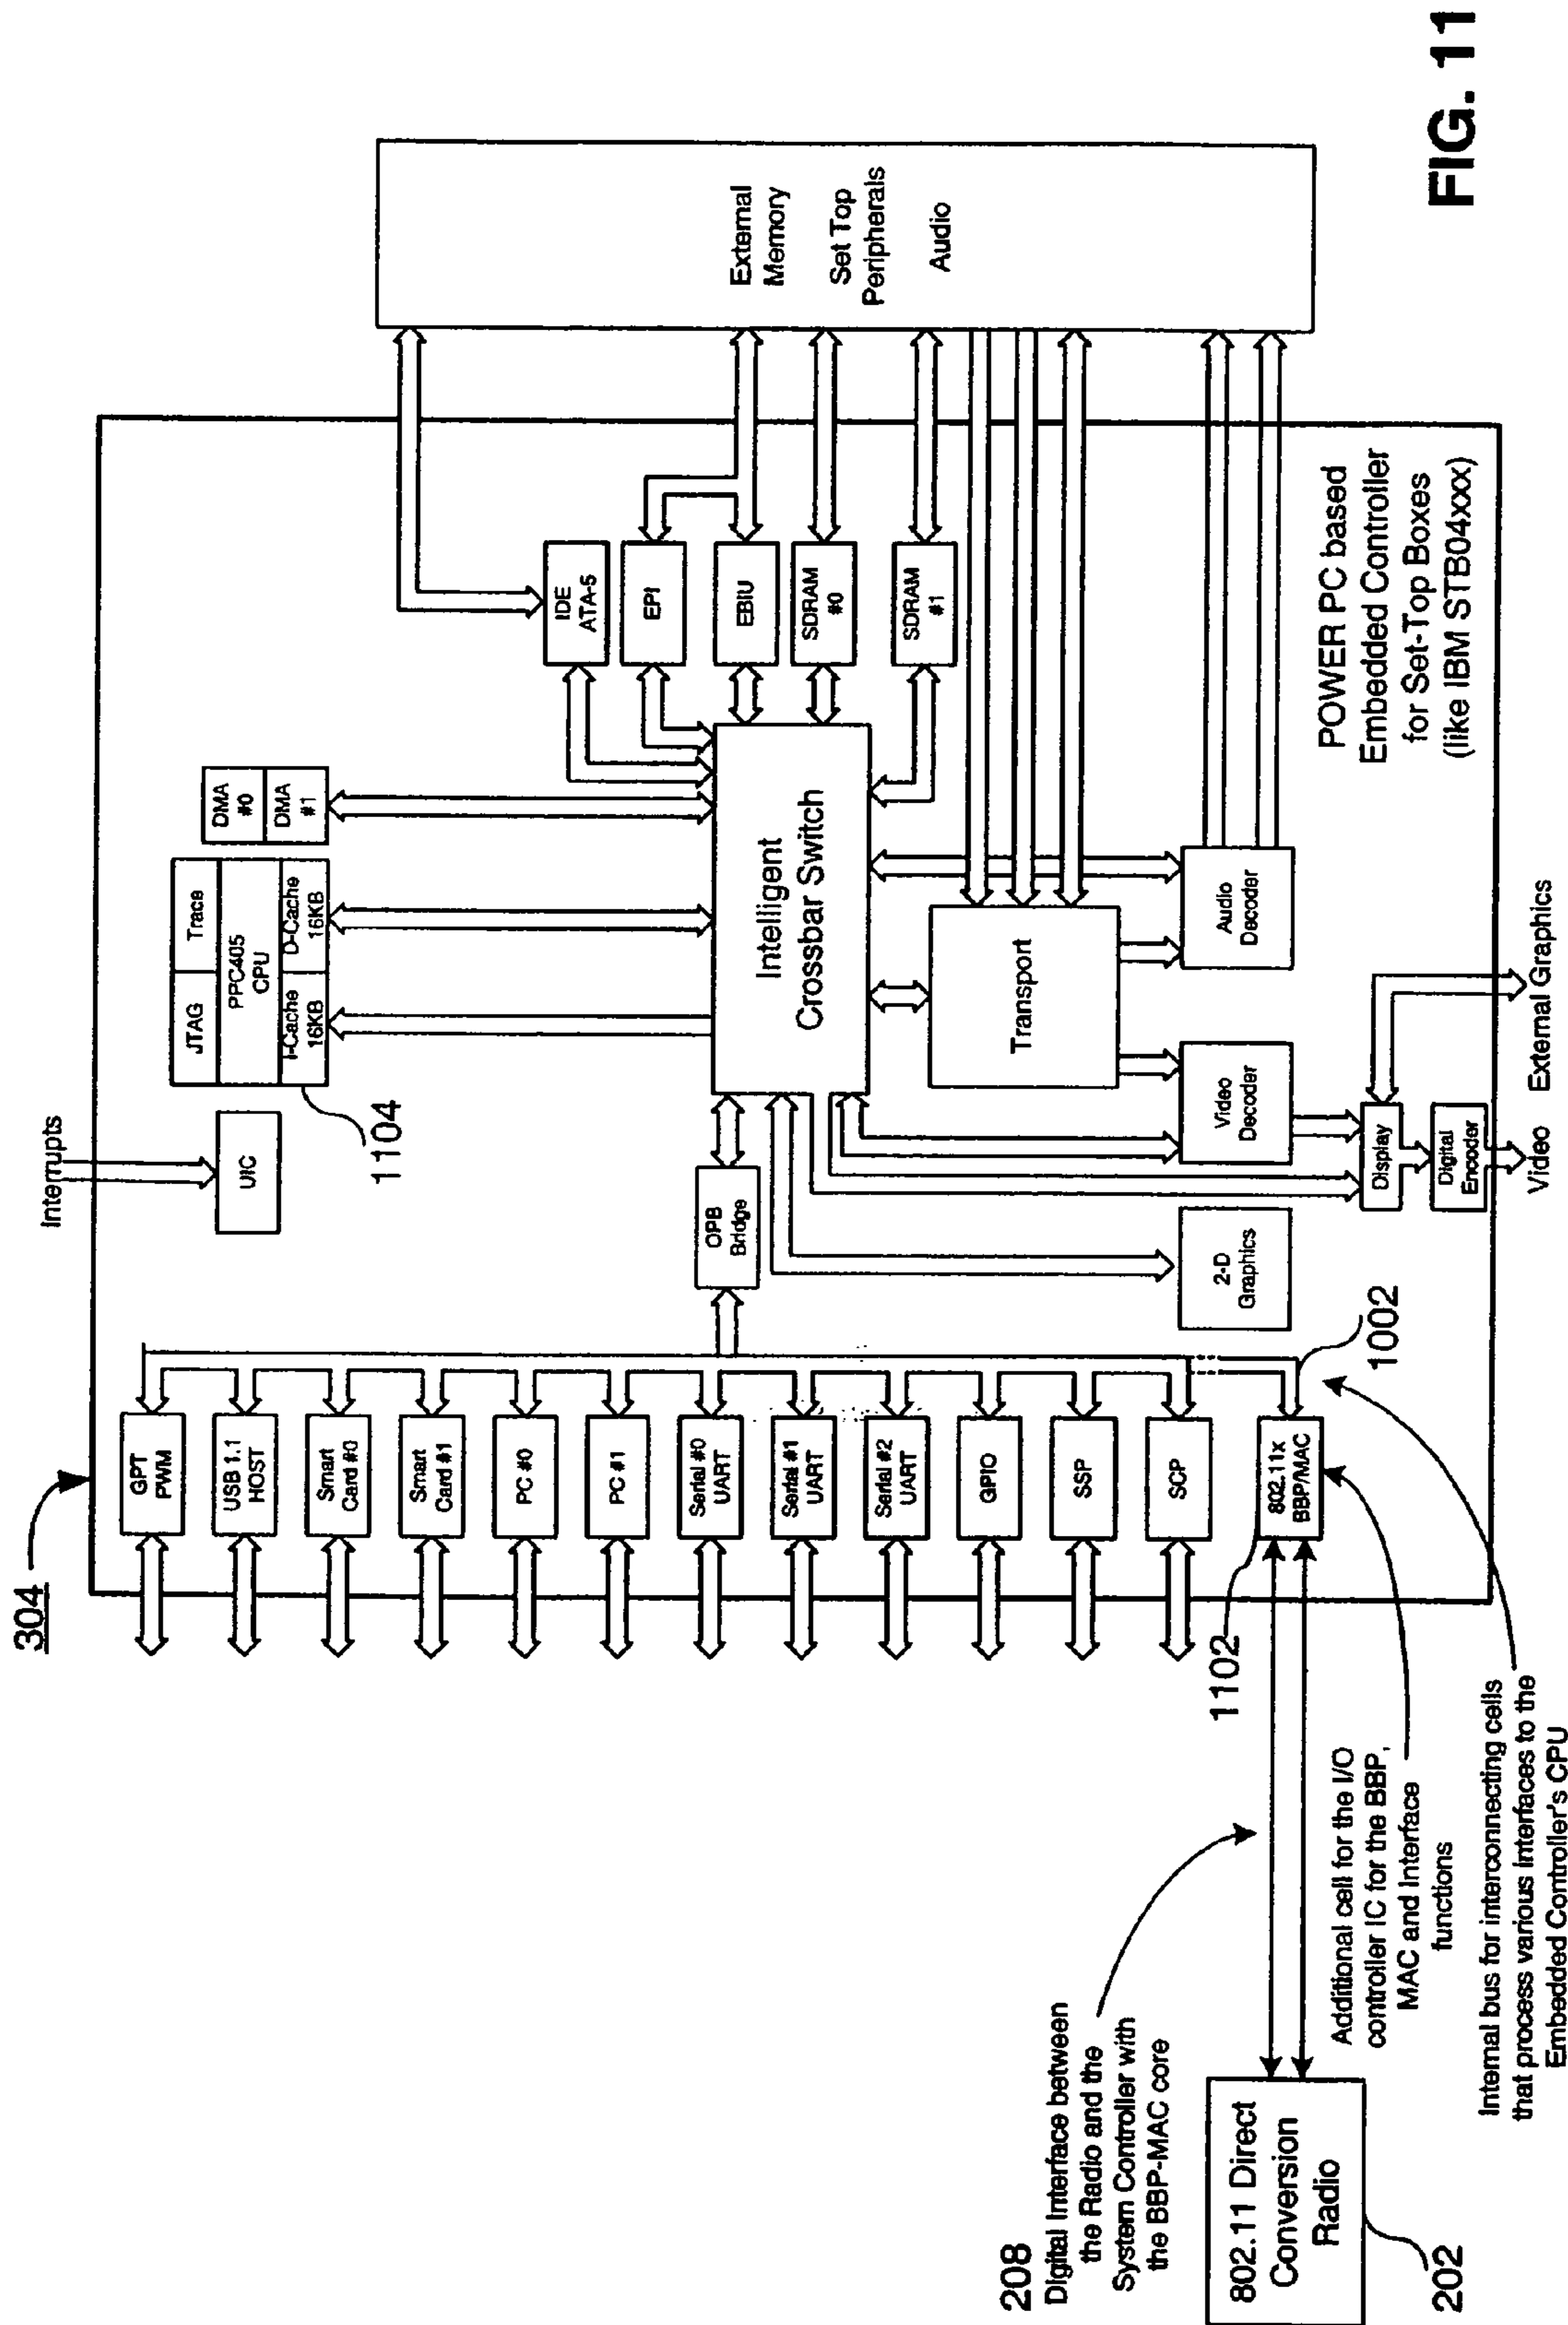 304
Interrupts
GPT
PWM
USB 1.1
HOST
Smart
Card #0
Smart
Card #1
PC #0
PC #1
Serial #0
UART
Serial #1
UART
Serial #2
UART
GPIO
SSP
SCP
802.11x
BBP/MAC
1102
1002
UIC
JTAG
Trace
PPC405
CPU
I-Cache
16KB
D-Cache
16KB
1104
DMA
#0
DMA
#1
OPB
Bridge
Intelligent
Crossbar Switch
IDE
ATA-5
EPI
EBIU
SDRAM
#0
SDRAM
#1
External
Memory
Set Top
Peripherals
Audio
Transport
2-D
Graphics
Video
Decoder
Audio
Decoder
Display
Digital
Encoder
Video
External Graphics
POWER PC based
Embedded Controller
for Set-Top Boxes
(like IBM STB04xxx)
208
Digital Interface between
the Radio and the
System Controller with
the BBP-MAC core
802.11 Direct
Conversion
Radio
202
Additional cell for the I/O
controller IC for the BBP,
MAC and Interface
functions
Internal bus for interconnecting cells
that process various interfaces to the
Embedded Controller's CPU
FIG. 11